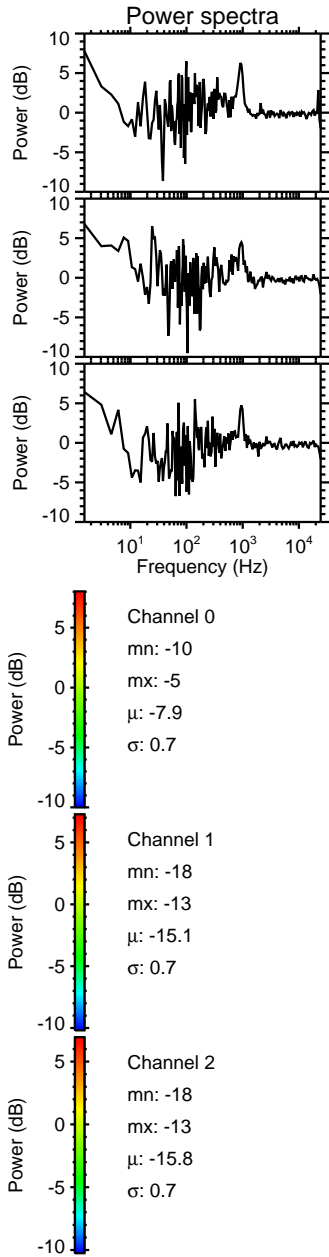 Power spectra
10
5
0
-5
-10
Power (dB)
10
5
0
-5
-10
Power (dB)
10
5
0
-5
-10
Power (dB)
10¹ 10² 10³ 10⁴
Frequency (Hz)
5
0
-5
-10
Power (dB)
Channel 0
mn: -10
mx: -5
μ: -7.9
σ: 0.7
5
0
-5
-10
Power (dB)
Channel 1
mn: -18
mx: -13
μ: -15.1
σ: 0.7
5
0
-5
-10
Power (dB)
Channel 2
mn: -18
mx: -13
μ: -15.8
σ: 0.7